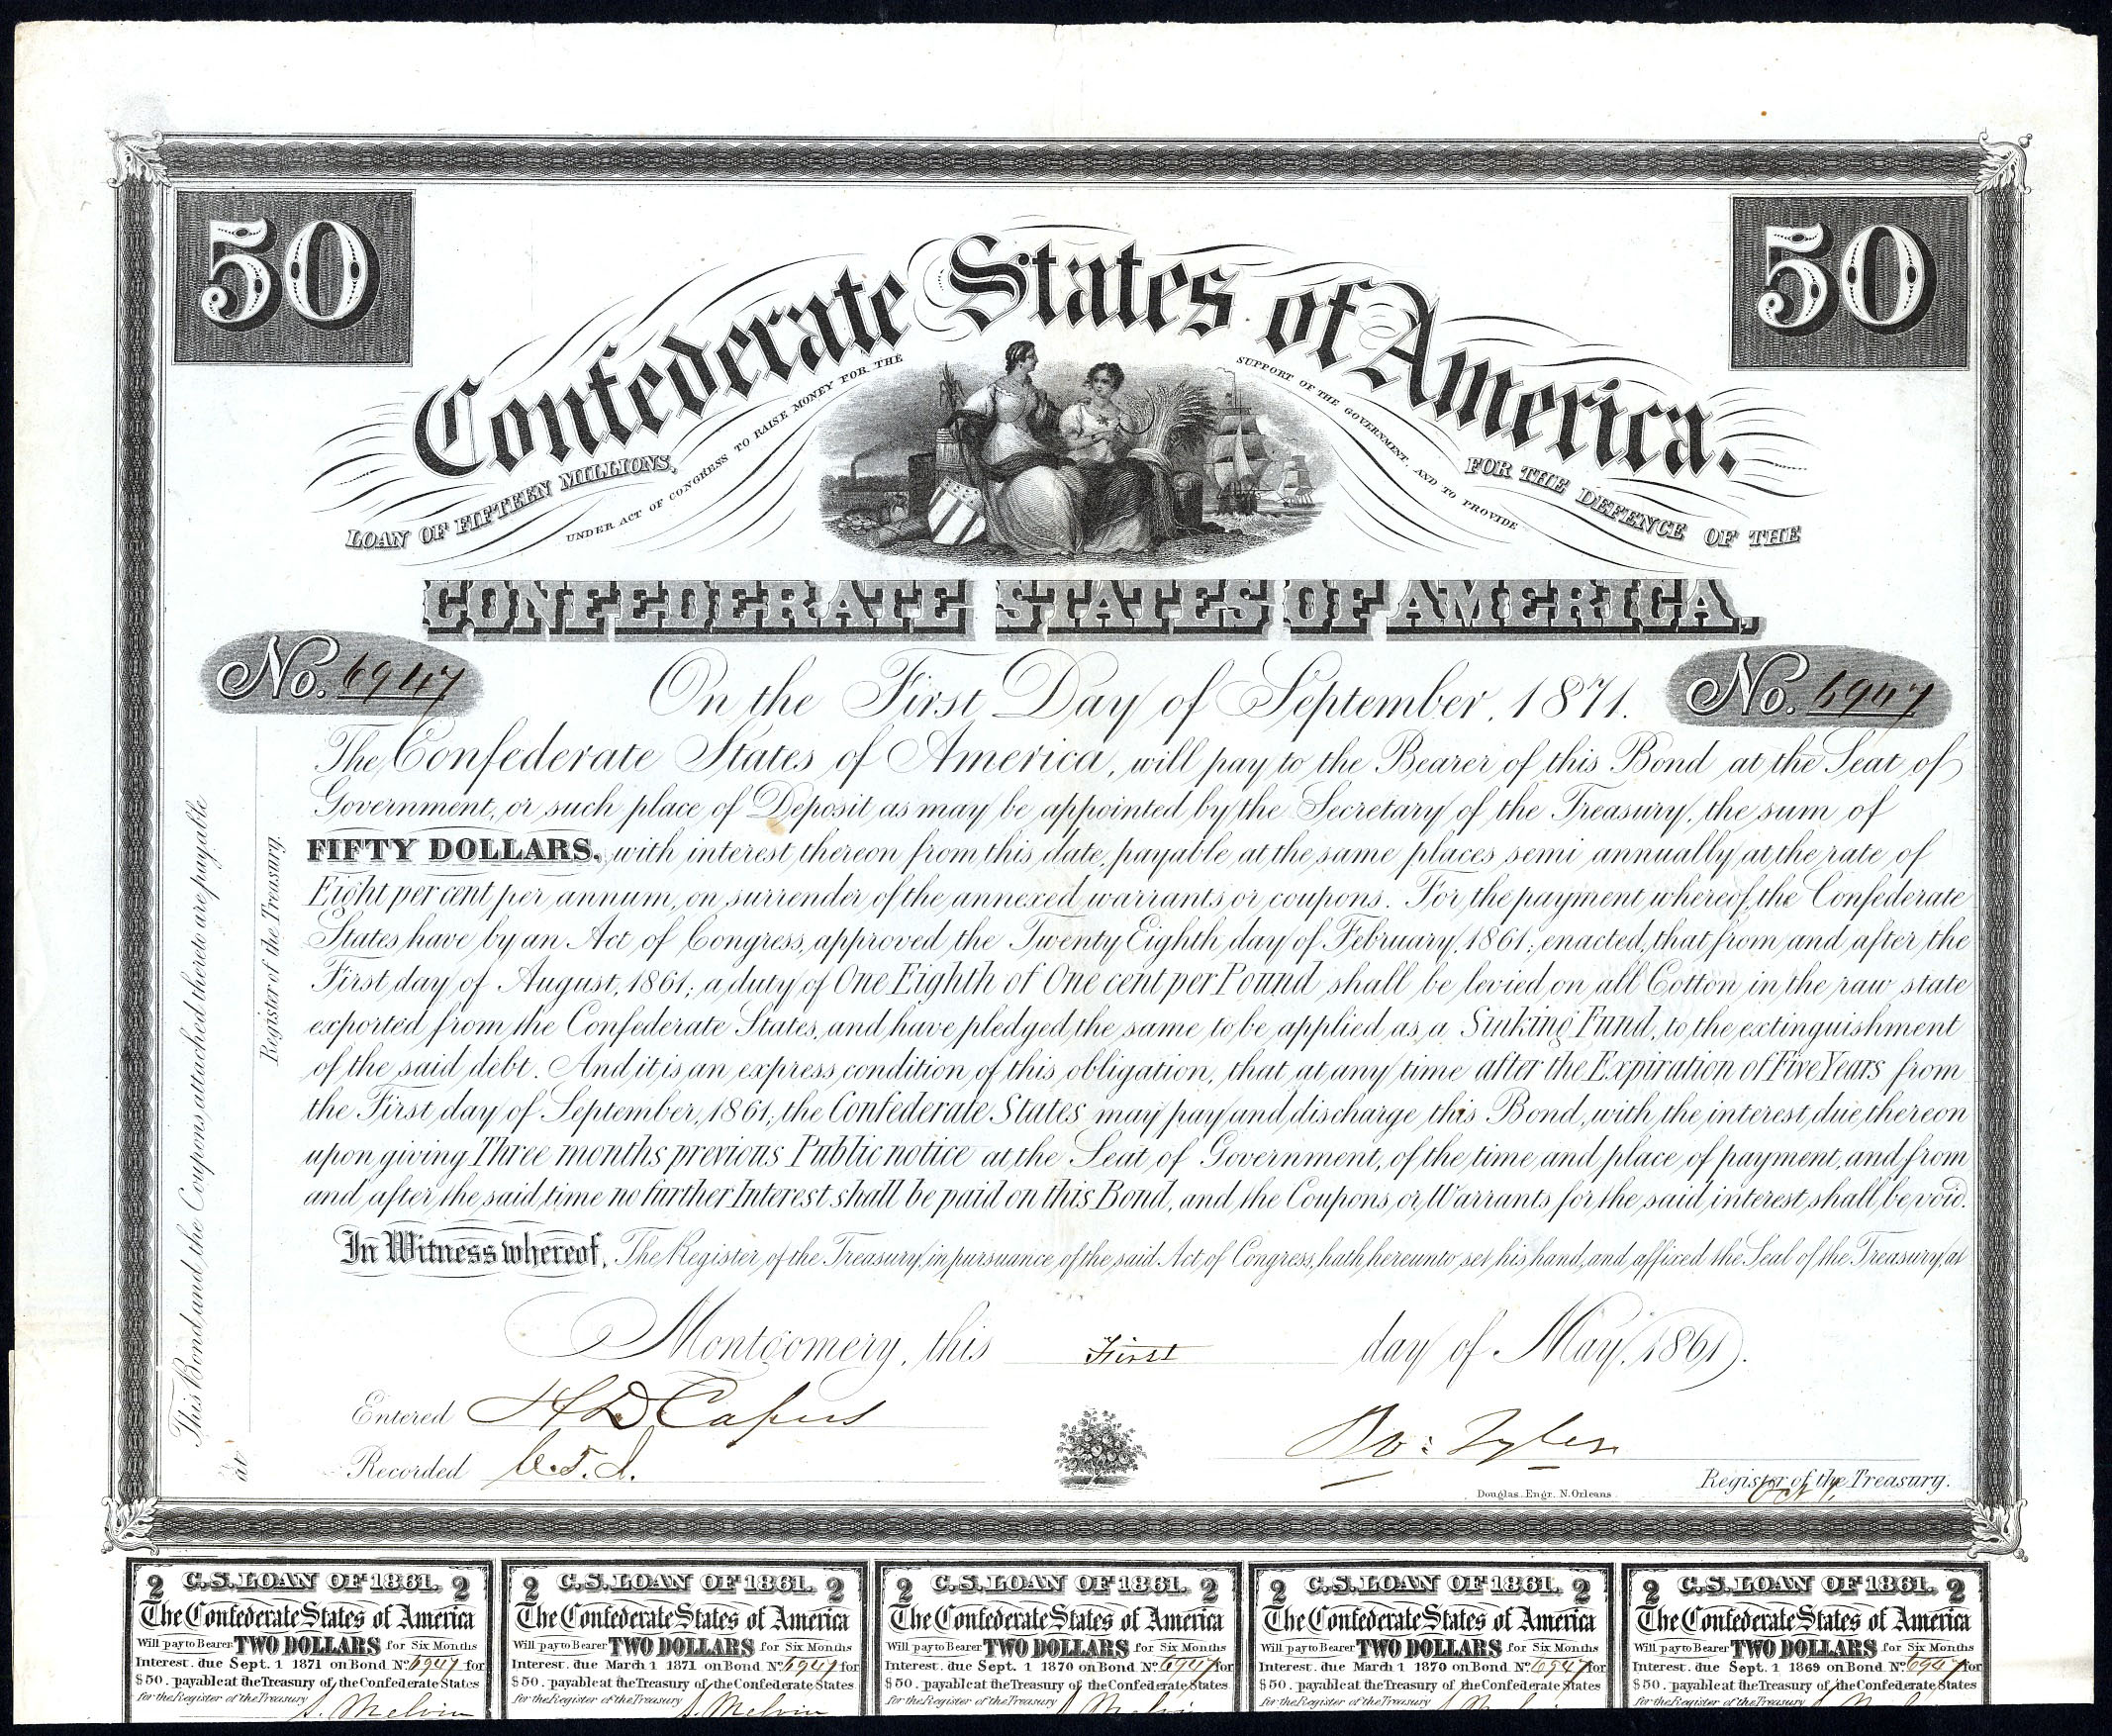 50
50
Confederate States of America.
LOAN OF FIFTEEN MILLIONS,
UNDER ACT OF CONGRESS TO RAISE MONEY FOR THE
SUPPORT OF THE GOVERNMENT, AND TO PROVIDE
FOR THE DEFENCE OF THE
CONFEDERATE STATES OF AMERICA,
No. 6947
No. 6947
On the First Day of September, 1871.
The Confederate States of America, will pay to the Bearer of this Bond at the Seat of
Government, or such place of Deposit as may be appointed by the Secretary of the Treasury, the sum of
FIFTY DOLLARS, with interest thereon from this date, payable at the same places semi annually at the rate of
Eight per cent per annum, on surrender of the annexed warrants or coupons. For the payment whereof, the Confederate
States have by an Act of Congress, approved the Twenty Eighth day of February, 1861; enacted, that from and after the
First day of August, 1861; a duty of One Eighth of One cent per Pound shall be levied on all Cotton in the raw state
exported from the Confederate States, and have pledged the same to be applied as a Sinking Fund, to the extinguishment
of the said debt. And it is an express condition of this obligation, that at any time after the Expiration of Five Years from
the First day of September, 1861, the Confederate States may pay and discharge this Bond, with the interest due thereon
upon giving Three months previous Public notice at the Seat of Government, of the time and place of payment, and from
and after the said time no further Interest shall be paid on this Bond, and the Coupons or Warrants for the said interest shall be void.
In Witness whereof, The Register of the Treasury, in pursuance of the said Act of Congress, hath hereunto set his hand, and affixed the Seal of the Treasury, at
Montgomery, this First day of May, 1861.
Entered H D Capers
Recorded C. T. J.
Ro: Tyler
Register of the Treasury.
Douglas. Engr. N. Orleans
This Bond, and the Coupons attached thereto are payable
at
Register of the Treasury.
2 C.S. LOAN OF 1861. 2
The Confederate States of America
Will pay to Bearer TWO DOLLARS for Six Months
Interest. due Sept. 1 1871 on Bond No. 6947 for
$50. payable at the Treasury of the Confederate States
for the Register of the Treasury
S. Melvin
2 C.S. LOAN OF 1861. 2
The Confederate States of America
Will pay to Bearer TWO DOLLARS for Six Months
Interest. due March 1 1871 on Bond No. 6947 for
$50. payable at the Treasury of the Confederate States
for the Register of the Treasury
S. Melvin
2 C.S. LOAN OF 1861. 2
The Confederate States of America
Will pay to Bearer TWO DOLLARS for Six Months
Interest. due Sept. 1 1870 on Bond No. 6947 for
$50. payable at the Treasury of the Confederate States
for the Register of the Treasury
S. Melvin
2 C.S. LOAN OF 1861. 2
The Confederate States of America
Will pay to Bearer TWO DOLLARS for Six Months
Interest. due March 1 1870 on Bond No. 6947 for
$50. payable at the Treasury of the Confederate States
for the Register of the Treasury
S. Melvin
2 C.S. LOAN OF 1861. 2
The Confederate States of America
Will pay to Bearer TWO DOLLARS for Six Months
Interest. due Sept. 1 1869 on Bond No. 6947 for
$50. payable at the Treasury of the Confederate States
for the Register of the Treasury
S. Melvin